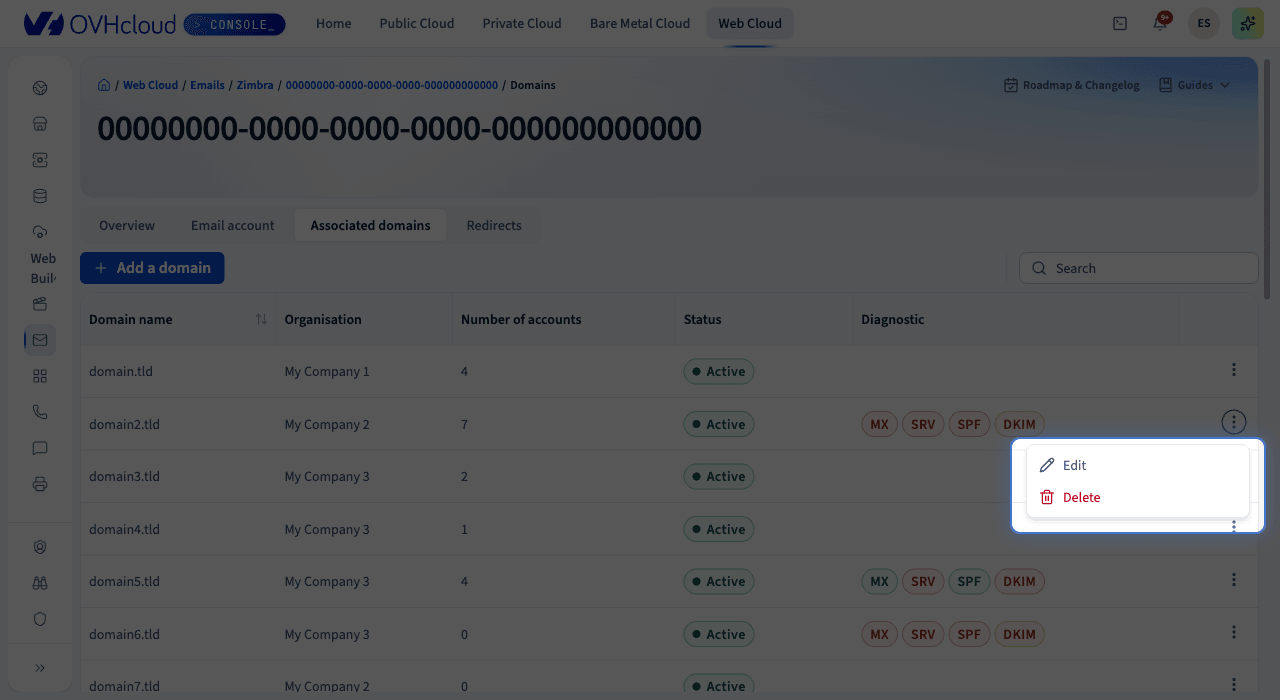 OVHcloud CONSOLE_ Home Public Cloud Private Cloud Bare Metal Cloud Web Cloud 9+ ES
/ Web Cloud / Emails / Zimbra / 00000000-0000-0000-0000-000000000000 / Domains
Roadmap & Changelog Guides
00000000-0000-0000-0000-000000000000
Overview Email account Associated domains Redirects
Web
Add a domain Search
Domain name Organisation Number of accounts Status Diagnostic
domain.tld My Company 1 4 Active
domain2.tld My Company 2 7 Active MX SRV SPF DKIM
Edit
domain3.tld My Company 3 2 Active
Delete
domain4.tld My Company 3 1 Active
domain5.tld My Company 3 4 Active MX SRV SPF DKIM
domain6.tld My Company 3 0 Active MX SRV SPF DKIM
domain7.tld My Company 2 0 Active